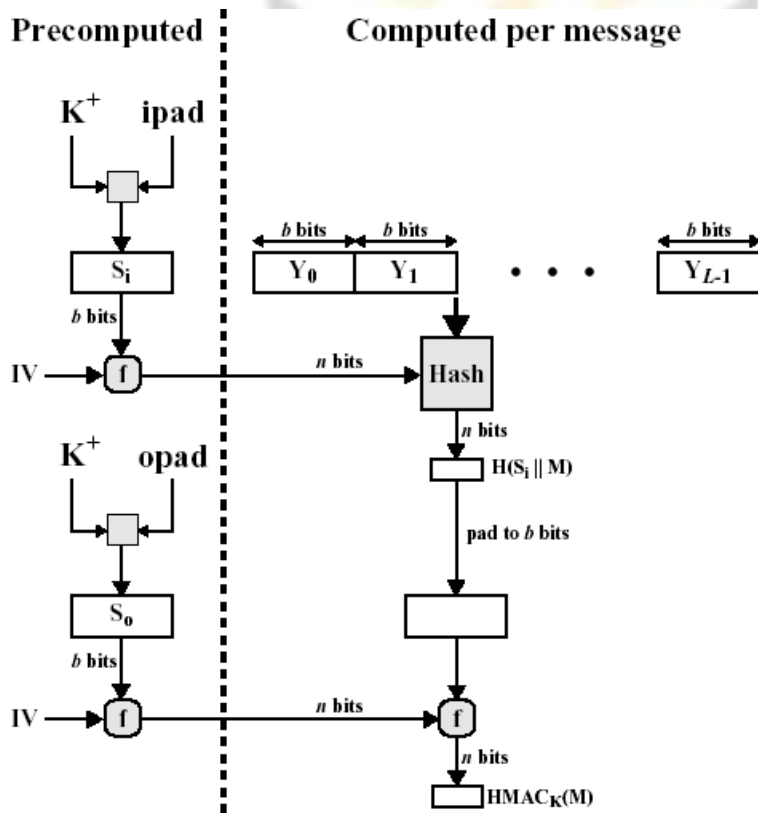 Precomputed
Computed per message
K+ ipad
b bits b bits b bits
Si
Y0 Y1 • • • YL-1
b bits
IV f n bits Hash
n bits
K+ opad
H(Si || M)
pad to b bits
So
b bits
IV f n bits f
n bits
HMACK(M)